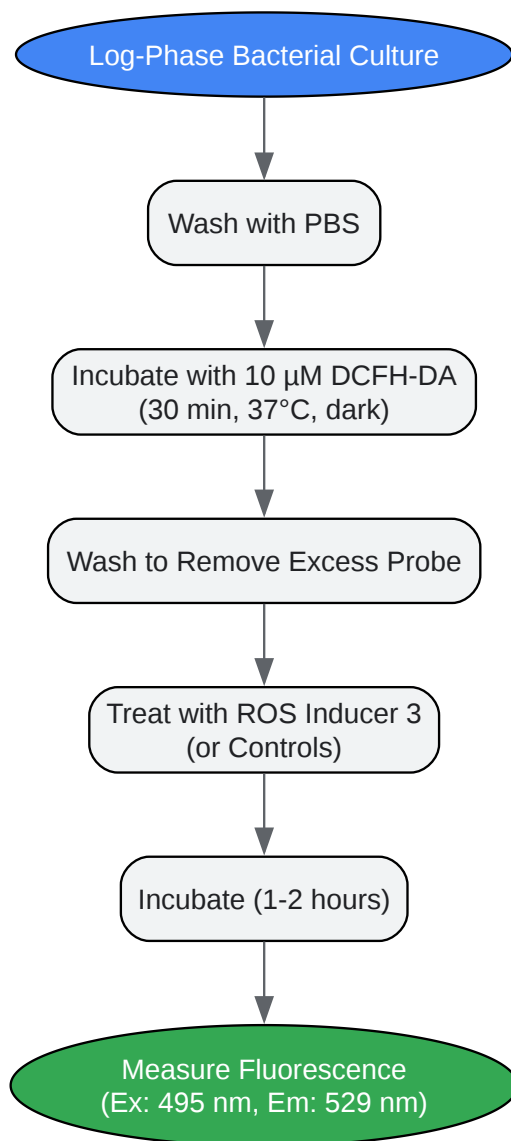 Log-Phase Bacterial Culture
Wash with PBS
Incubate with 10 µM DCFH-DA
(30 min, 37°C, dark)
Wash to Remove Excess Probe
Treat with ROS Inducer 3
(or Controls)
Incubate (1-2 hours)
Measure Fluorescence
(Ex: 495 nm, Em: 529 nm)